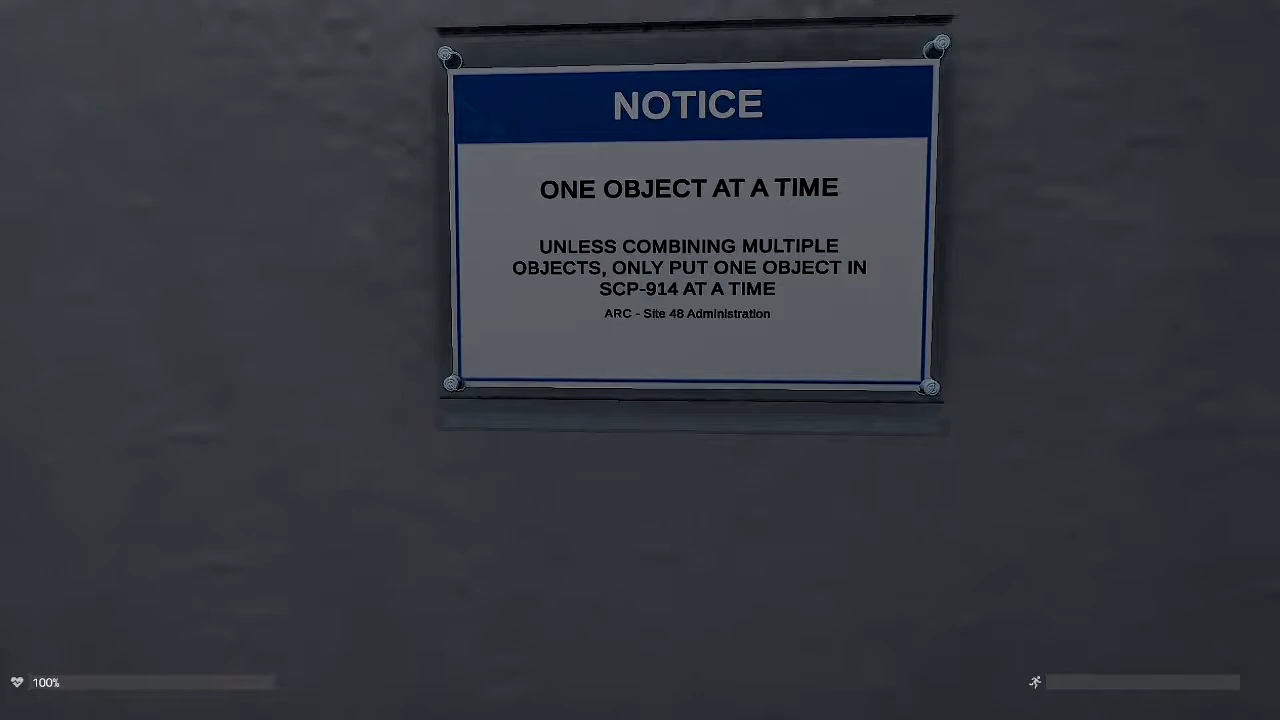 NOTICE
ONE OBJECT AT A TIME
UNLESS COMBINING MULTIPLE
OBJECTS, ONLY PUT ONE OBJECT IN
SCP-914 AT A TIME
ARC - Site 48 Administration
100%